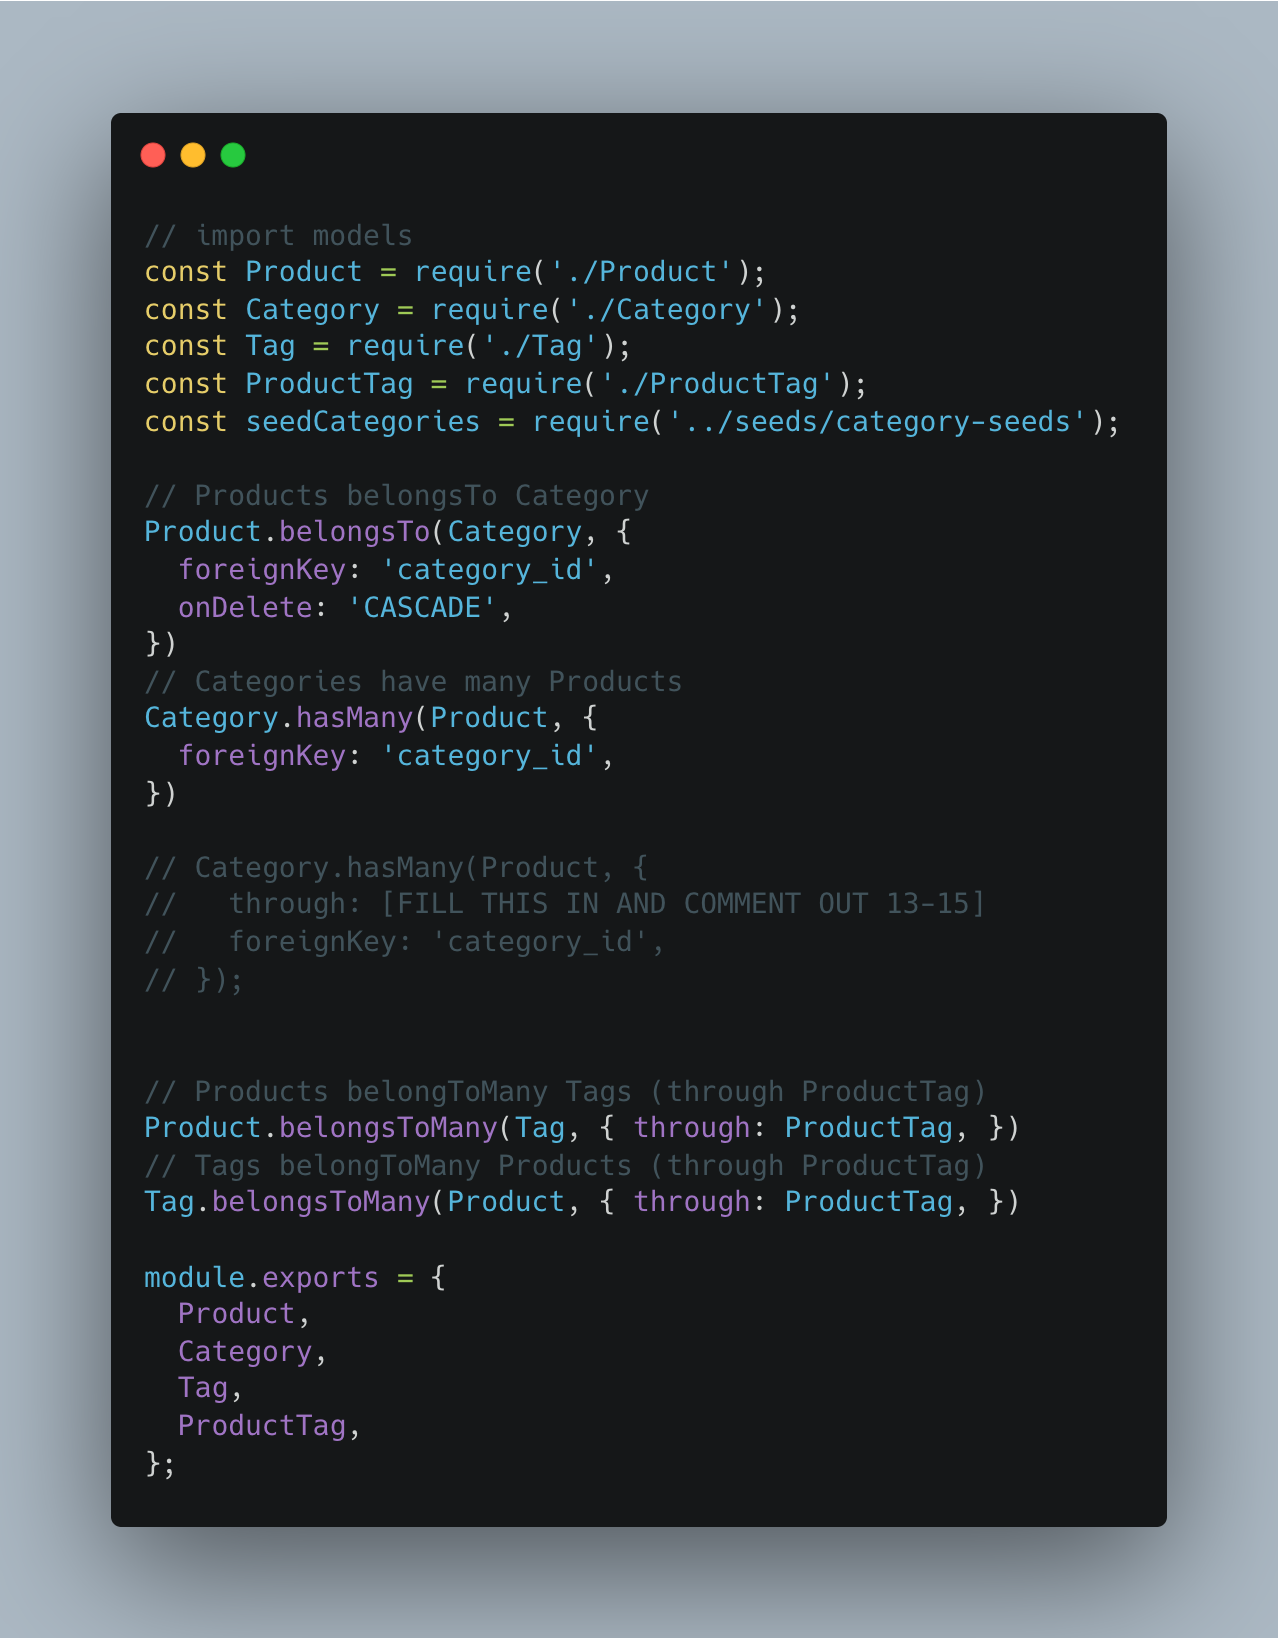 // import models
const Product = require('./Product');
const Category = require('./Category');
const Tag = require('./Tag');
const ProductTag = require('./ProductTag');
const seedCategories = require('../seeds/category-seeds');

// Products belongsTo Category
Product.belongsTo(Category, {
  foreignKey: 'category_id',
  onDelete: 'CASCADE',
})
// Categories have many Products
Category.hasMany(Product, {
  foreignKey: 'category_id',
})

// Category.hasMany(Product, {
//   through: [FILL THIS IN AND COMMENT OUT 13-15]
//   foreignKey: 'category_id',
// });


// Products belongToMany Tags (through ProductTag)
Product.belongsToMany(Tag, { through: ProductTag, })
// Tags belongToMany Products (through ProductTag)
Tag.belongsToMany(Product, { through: ProductTag, })

module.exports = {
  Product,
  Category,
  Tag,
  ProductTag,
};